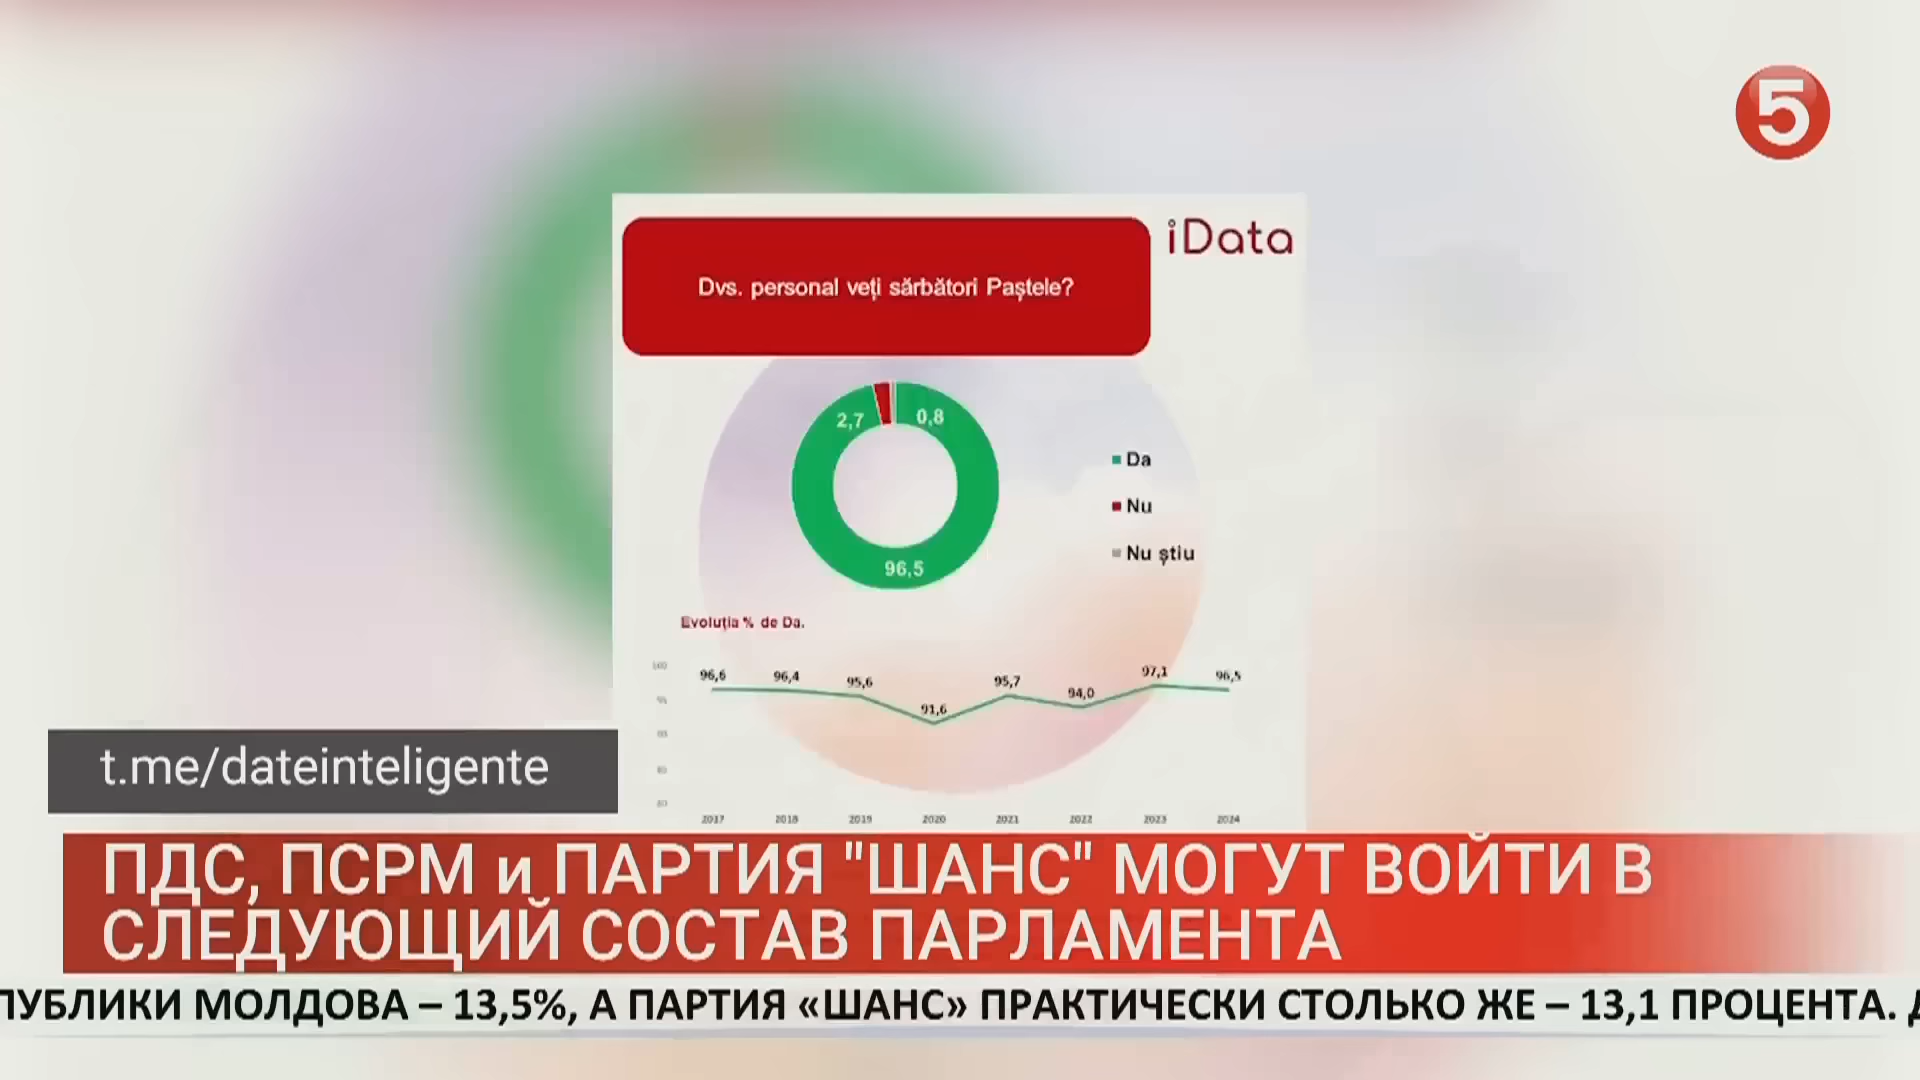 5
iData
Dvs. personal veți sărbători Paștele?
2,7
0,8
96,5
Da
Nu
Nu știu
Evoluția % de Da.
100
96,6
96,4
95,6
91,6
95,7
94,0
97,1
96,5
2017
2018
2019
2020
2021
2022
2023
2024
t.me/dateinteligente
ПДС, ПСРМ и ПАРТИЯ "ШАНС" МОГУТ ВОЙТИ В
СЛЕДУЮЩИЙ СОСТАВ ПАРЛАМЕНТА
ПУБЛИКИ МОЛДОВА – 13,5%, А ПАРТИЯ «ШАНС» ПРАКТИЧЕСКИ СТОЛЬКО ЖЕ – 13,1 ПРОЦЕНТА.